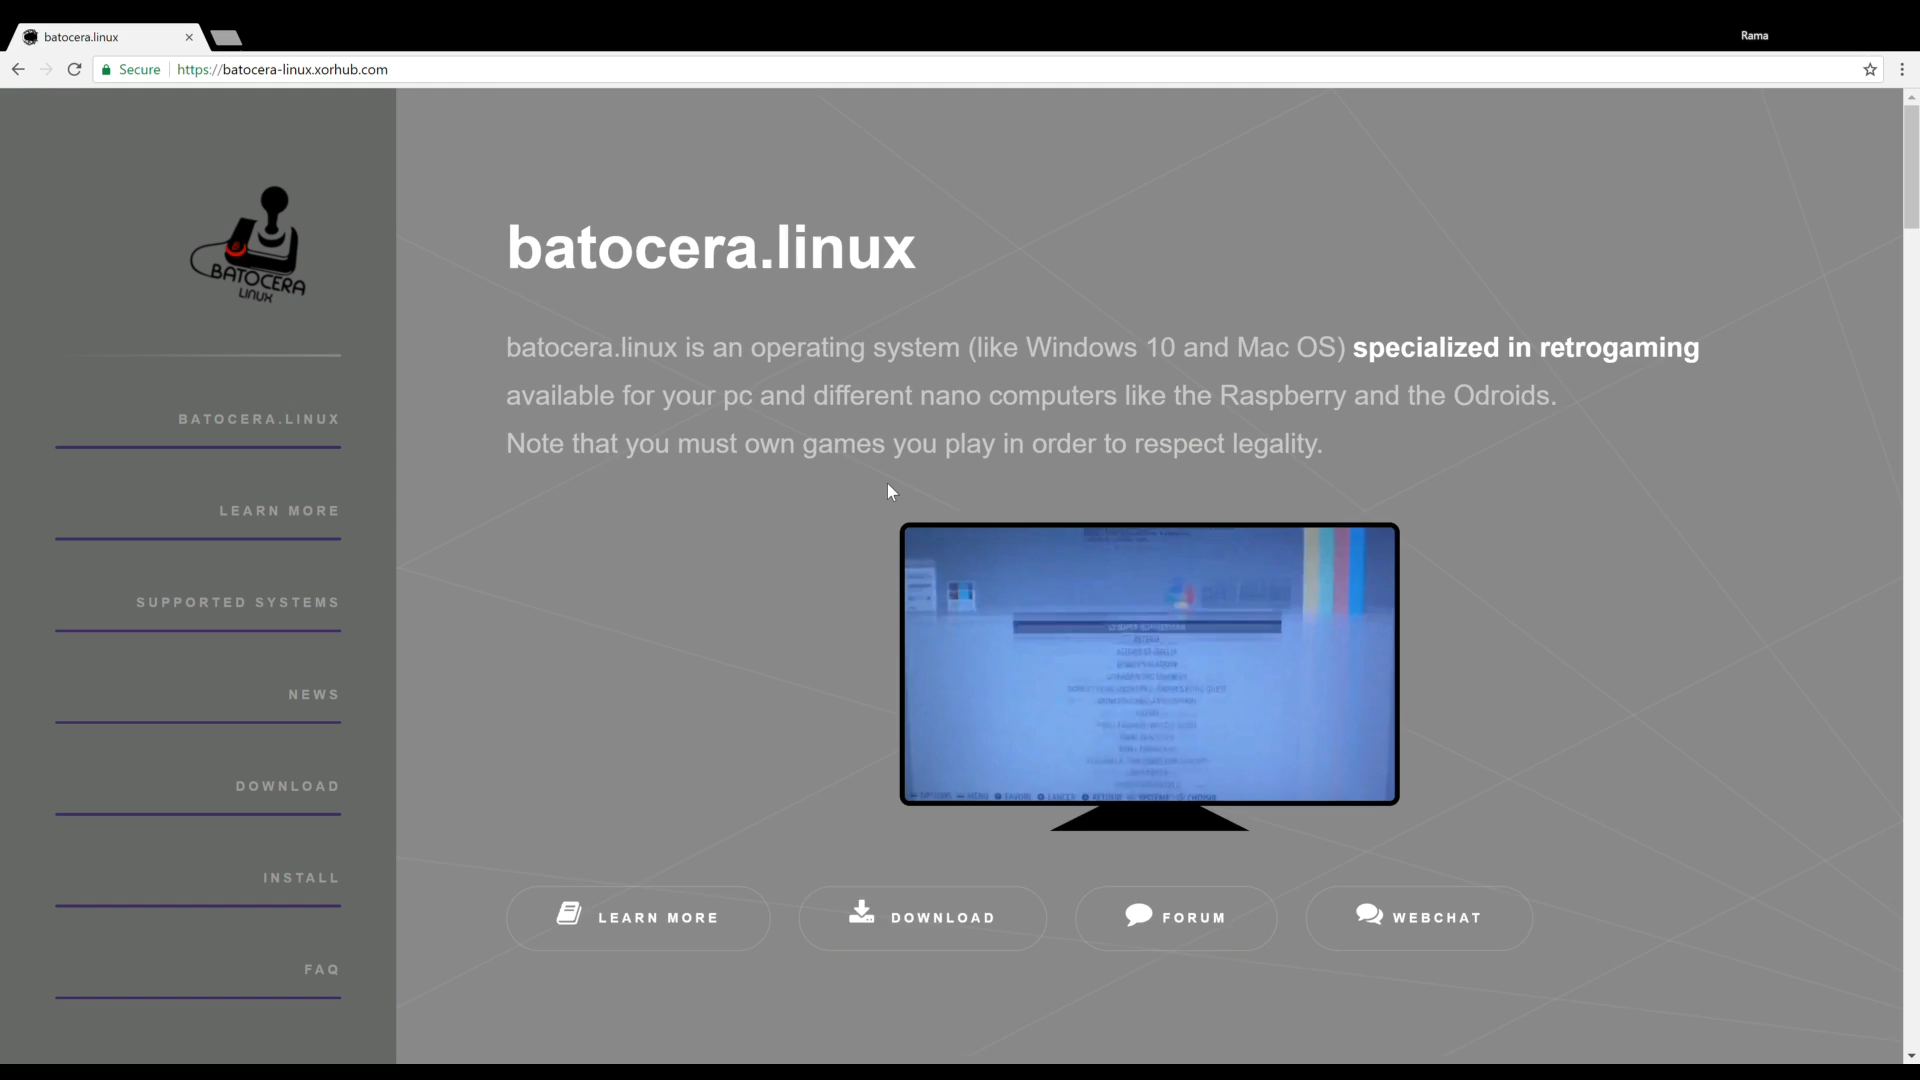 batocera.linux
Rama
Secure
https://batocera-linux.xorhub.com
BATOCERA
LINUX
BATOCERA.LINUX
LEARN MORE
SUPPORTED SYSTEMS
NEWS
DOWNLOAD
INSTALL
FAQ
batocera.linux
batocera.linux is an operating system (like Windows 10 and Mac OS) specialized in retrogaming
available for your pc and different nano computers like the Raspberry and the Odroids.
Note that you must own games you play in order to respect legality.
LEARN MORE
DOWNLOAD
FORUM
WEBCHAT